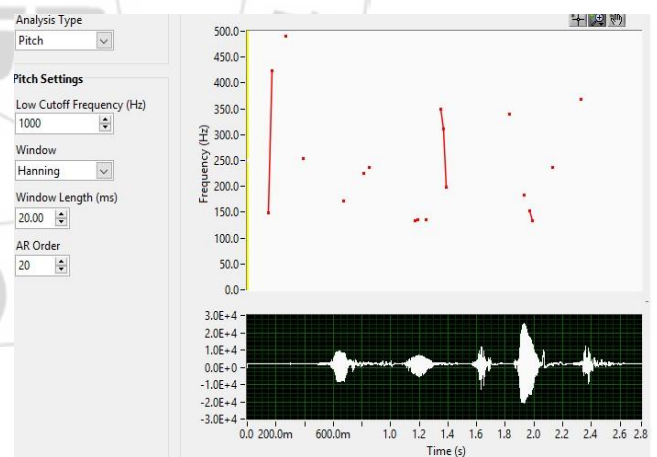 Analysis Type
Pitch
Pitch Settings
Low Cutoff Frequency (Hz)
1000
Window
Hanning
Window Length (ms)
20.00
AR Order
20
Frequency (Hz)
500.0
450.0
400.0
350.0
300.0
250.0
200.0
150.0
100.0
50.0
0.0
3.0E+4
2.0E+4
1.0E+4
0.0E+0
-1.0E+4
-2.0E+4
-3.0E+4
0.0 200.0m 600.0m 1.0 1.2 1.4 1.6 1.8 2.0 2.2 2.4 2.6 2.8
Time (s)